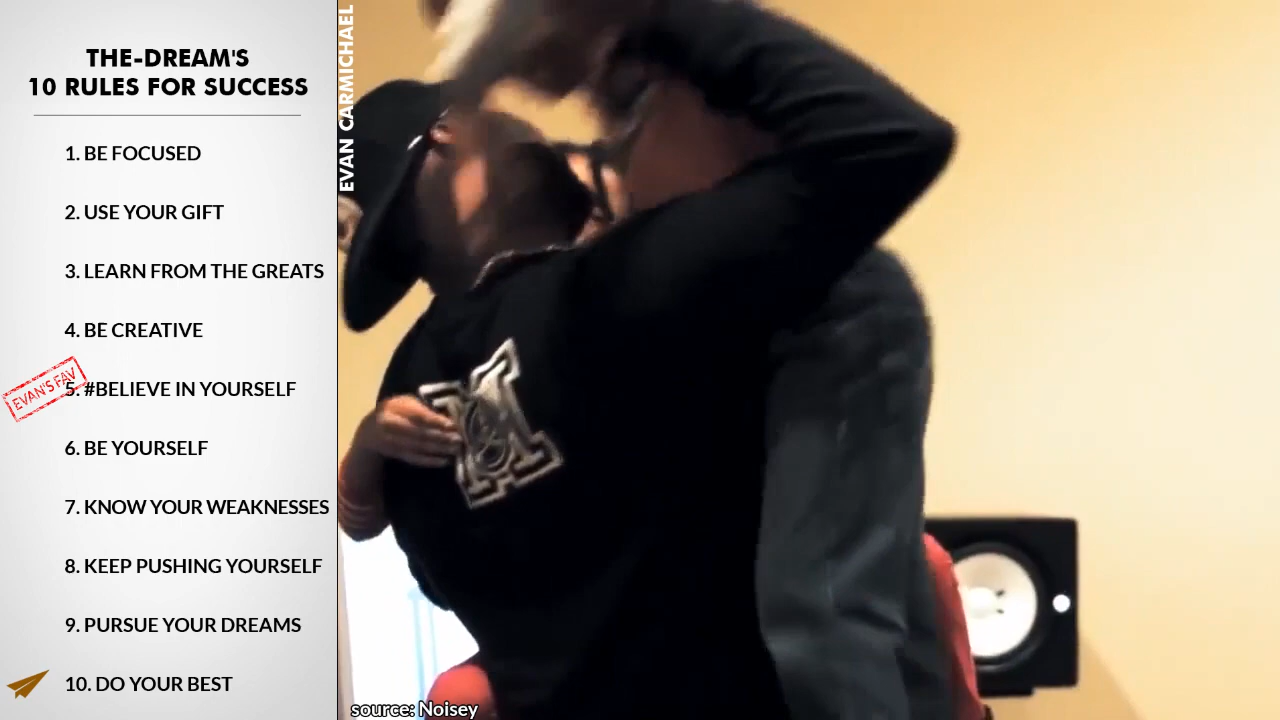 THE-DREAM'S
10 RULES FOR SUCCESS
1. BE FOCUSED
2. USE YOUR GIFT
3. LEARN FROM THE GREATS
4. BE CREATIVE
EVAN'S FAV
5. #BELIEVE IN YOURSELF
6. BE YOURSELF
7. KNOW YOUR WEAKNESSES
8. KEEP PUSHING YOURSELF
9. PURSUE YOUR DREAMS
10. DO YOUR BEST
EVAN CARMICHAEL
M
source: Noisey